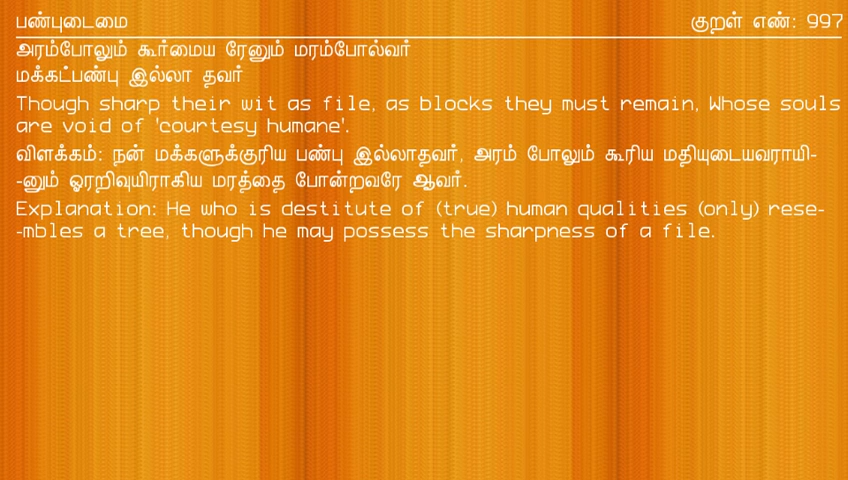 பண்புடைமை குறள் எண்: 997
அரம்போலும் கூர்மைய ரேனும் மரம்போல்வர்
மக்கட்பண்பு இல்லா தவர்
Though sharp their wit as file, as blocks they must remain, Whose souls
are void of 'courtesy humane'.
விளக்கம்: நன் மக்களுக்குரிய பண்பு இல்லாதவர், அரம் போலும் கூரிய மதியுடையவராயி-
-னும் ஓரறிவுயிராகிய மரத்தை போன்றவரே ஆவர்.
Explanation: He who is destitute of (true) human qualities (only) rese-
-mbles a tree, though he may possess the sharpness of a file.